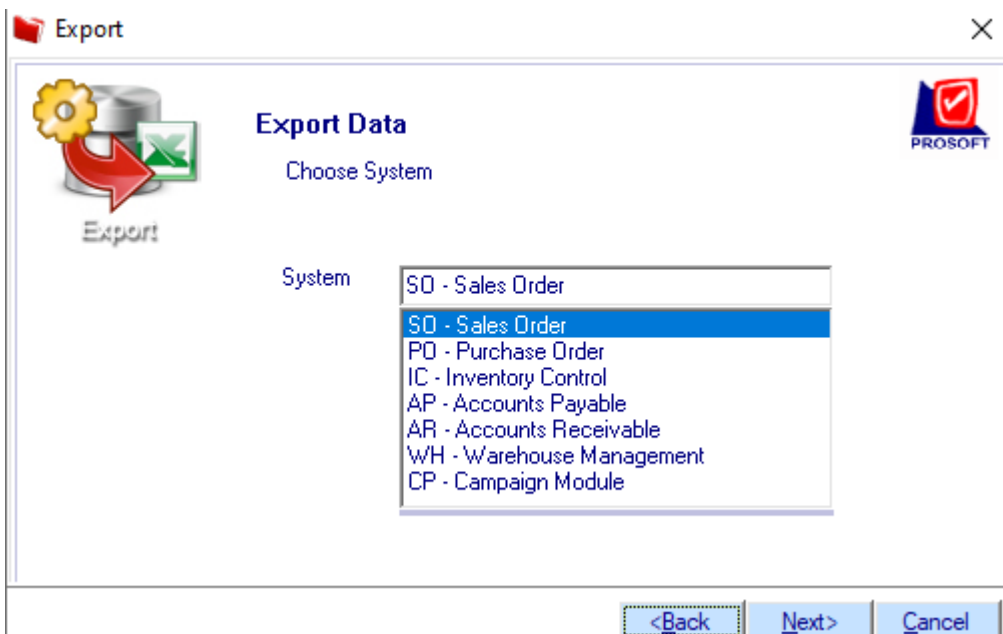 Export
Export Data
PROSOFT
Choose System
Export
System
SO - Sales Order
SO - Sales Order
PO - Purchase Order
IC - Inventory Control
AP - Accounts Payable
AR - Accounts Receivable
WH - Warehouse Management
CP - Campaign Module
<Back Next> Cancel